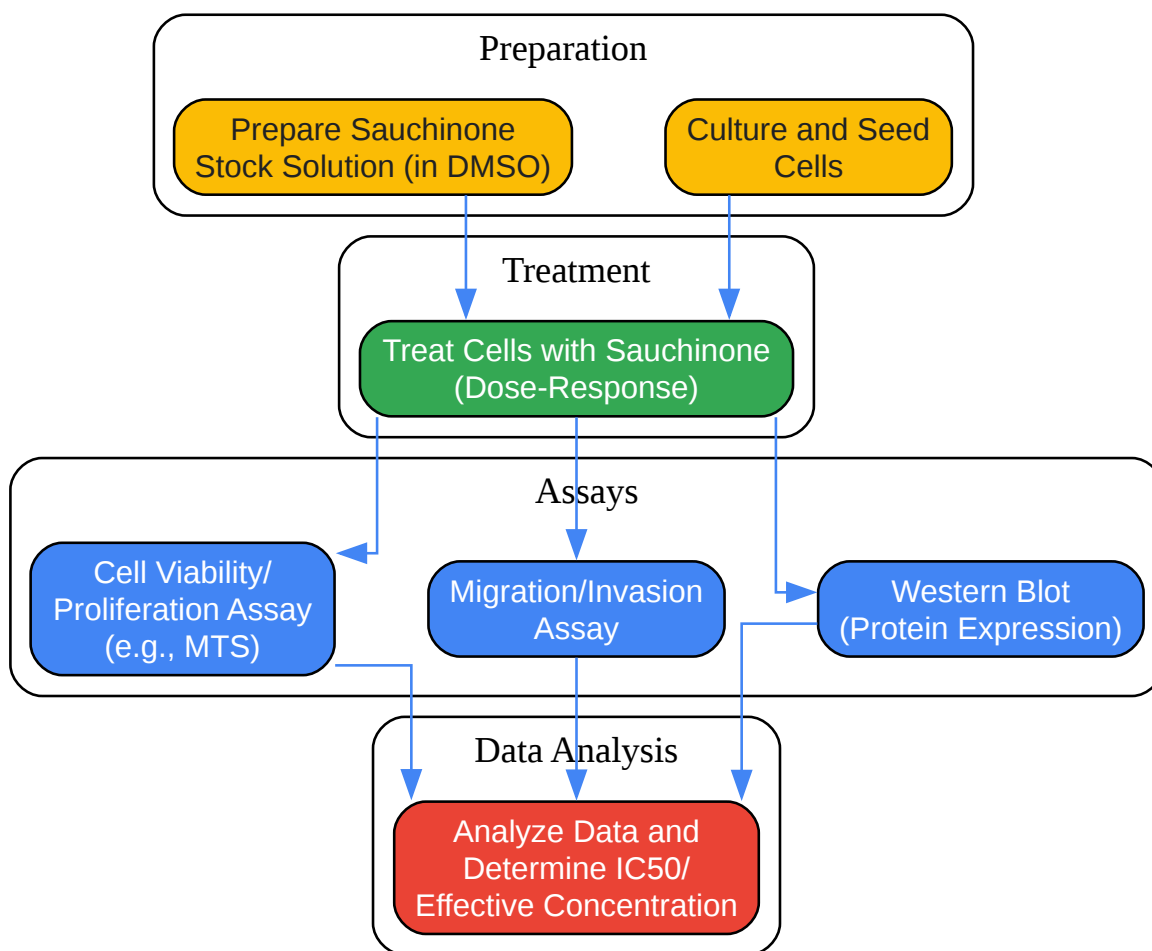 Preparation
Prepare Sauchinone
Stock Solution (in DMSO)
Culture and Seed
Cells
Treatment
Treat Cells with Sauchinone
(Dose-Response)
Assays
Cell Viability/
Proliferation Assay
(e.g., MTS)
Migration/Invasion
Assay
Western Blot
(Protein Expression)
Data Analysis
Analyze Data and
Determine IC50/
Effective Concentration